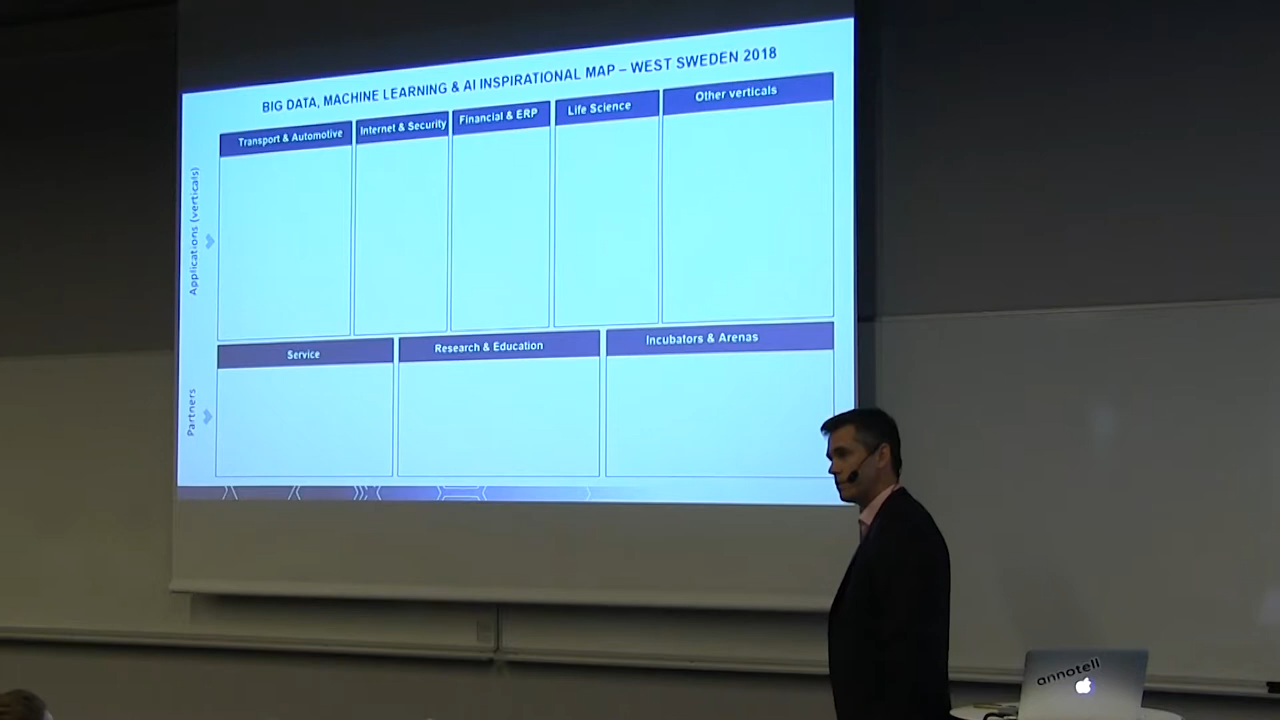 BIG DATA, MACHINE LEARNING & AI INSPIRATIONAL MAP – WEST SWEDEN 2018
Applications (verticals)
Transport & Automotive
Internet & Security
Financial & ERP
Life Science
Other verticals
Partners
Service
Research & Education
Incubators & Arenas
annotell